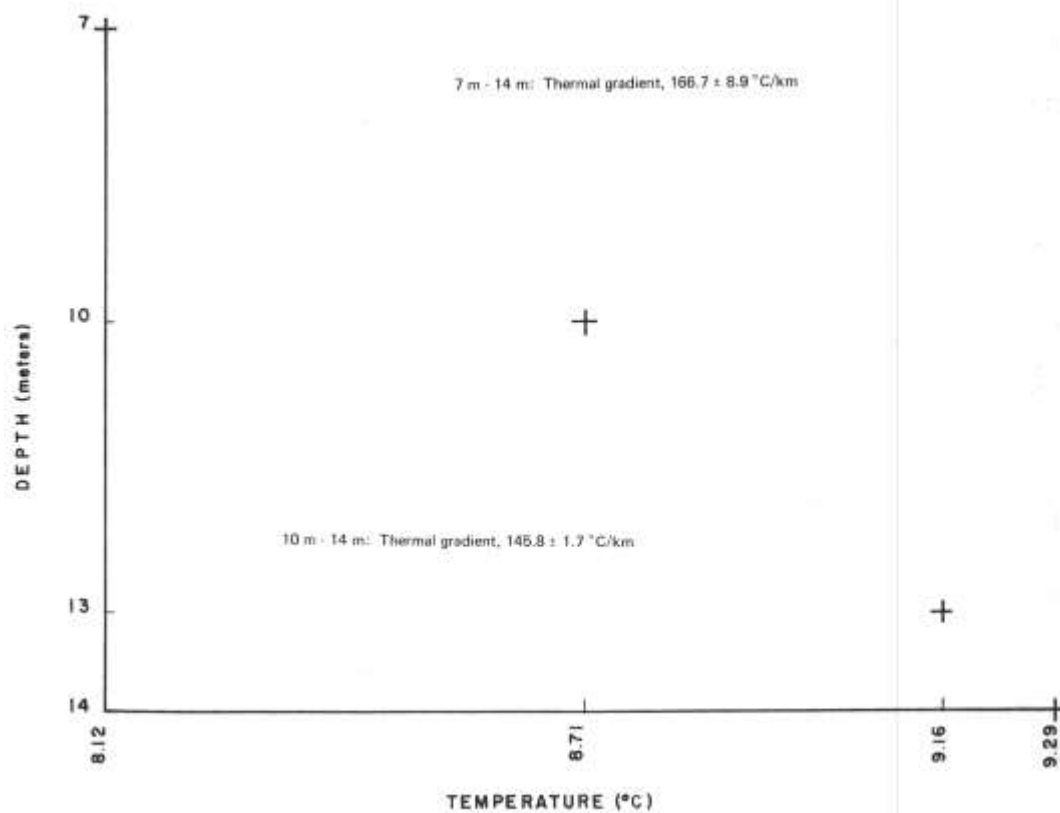 7
7 m - 14 m: Thermal gradient, 166.7 ± 8.9 °C/km
10
DEPTH (meters)
10 m - 14 m: Thermal gradient, 145.8 ± 1.7 °C/km
13
14
8.12
8.71
9.16
9.29
TEMPERATURE (°C)